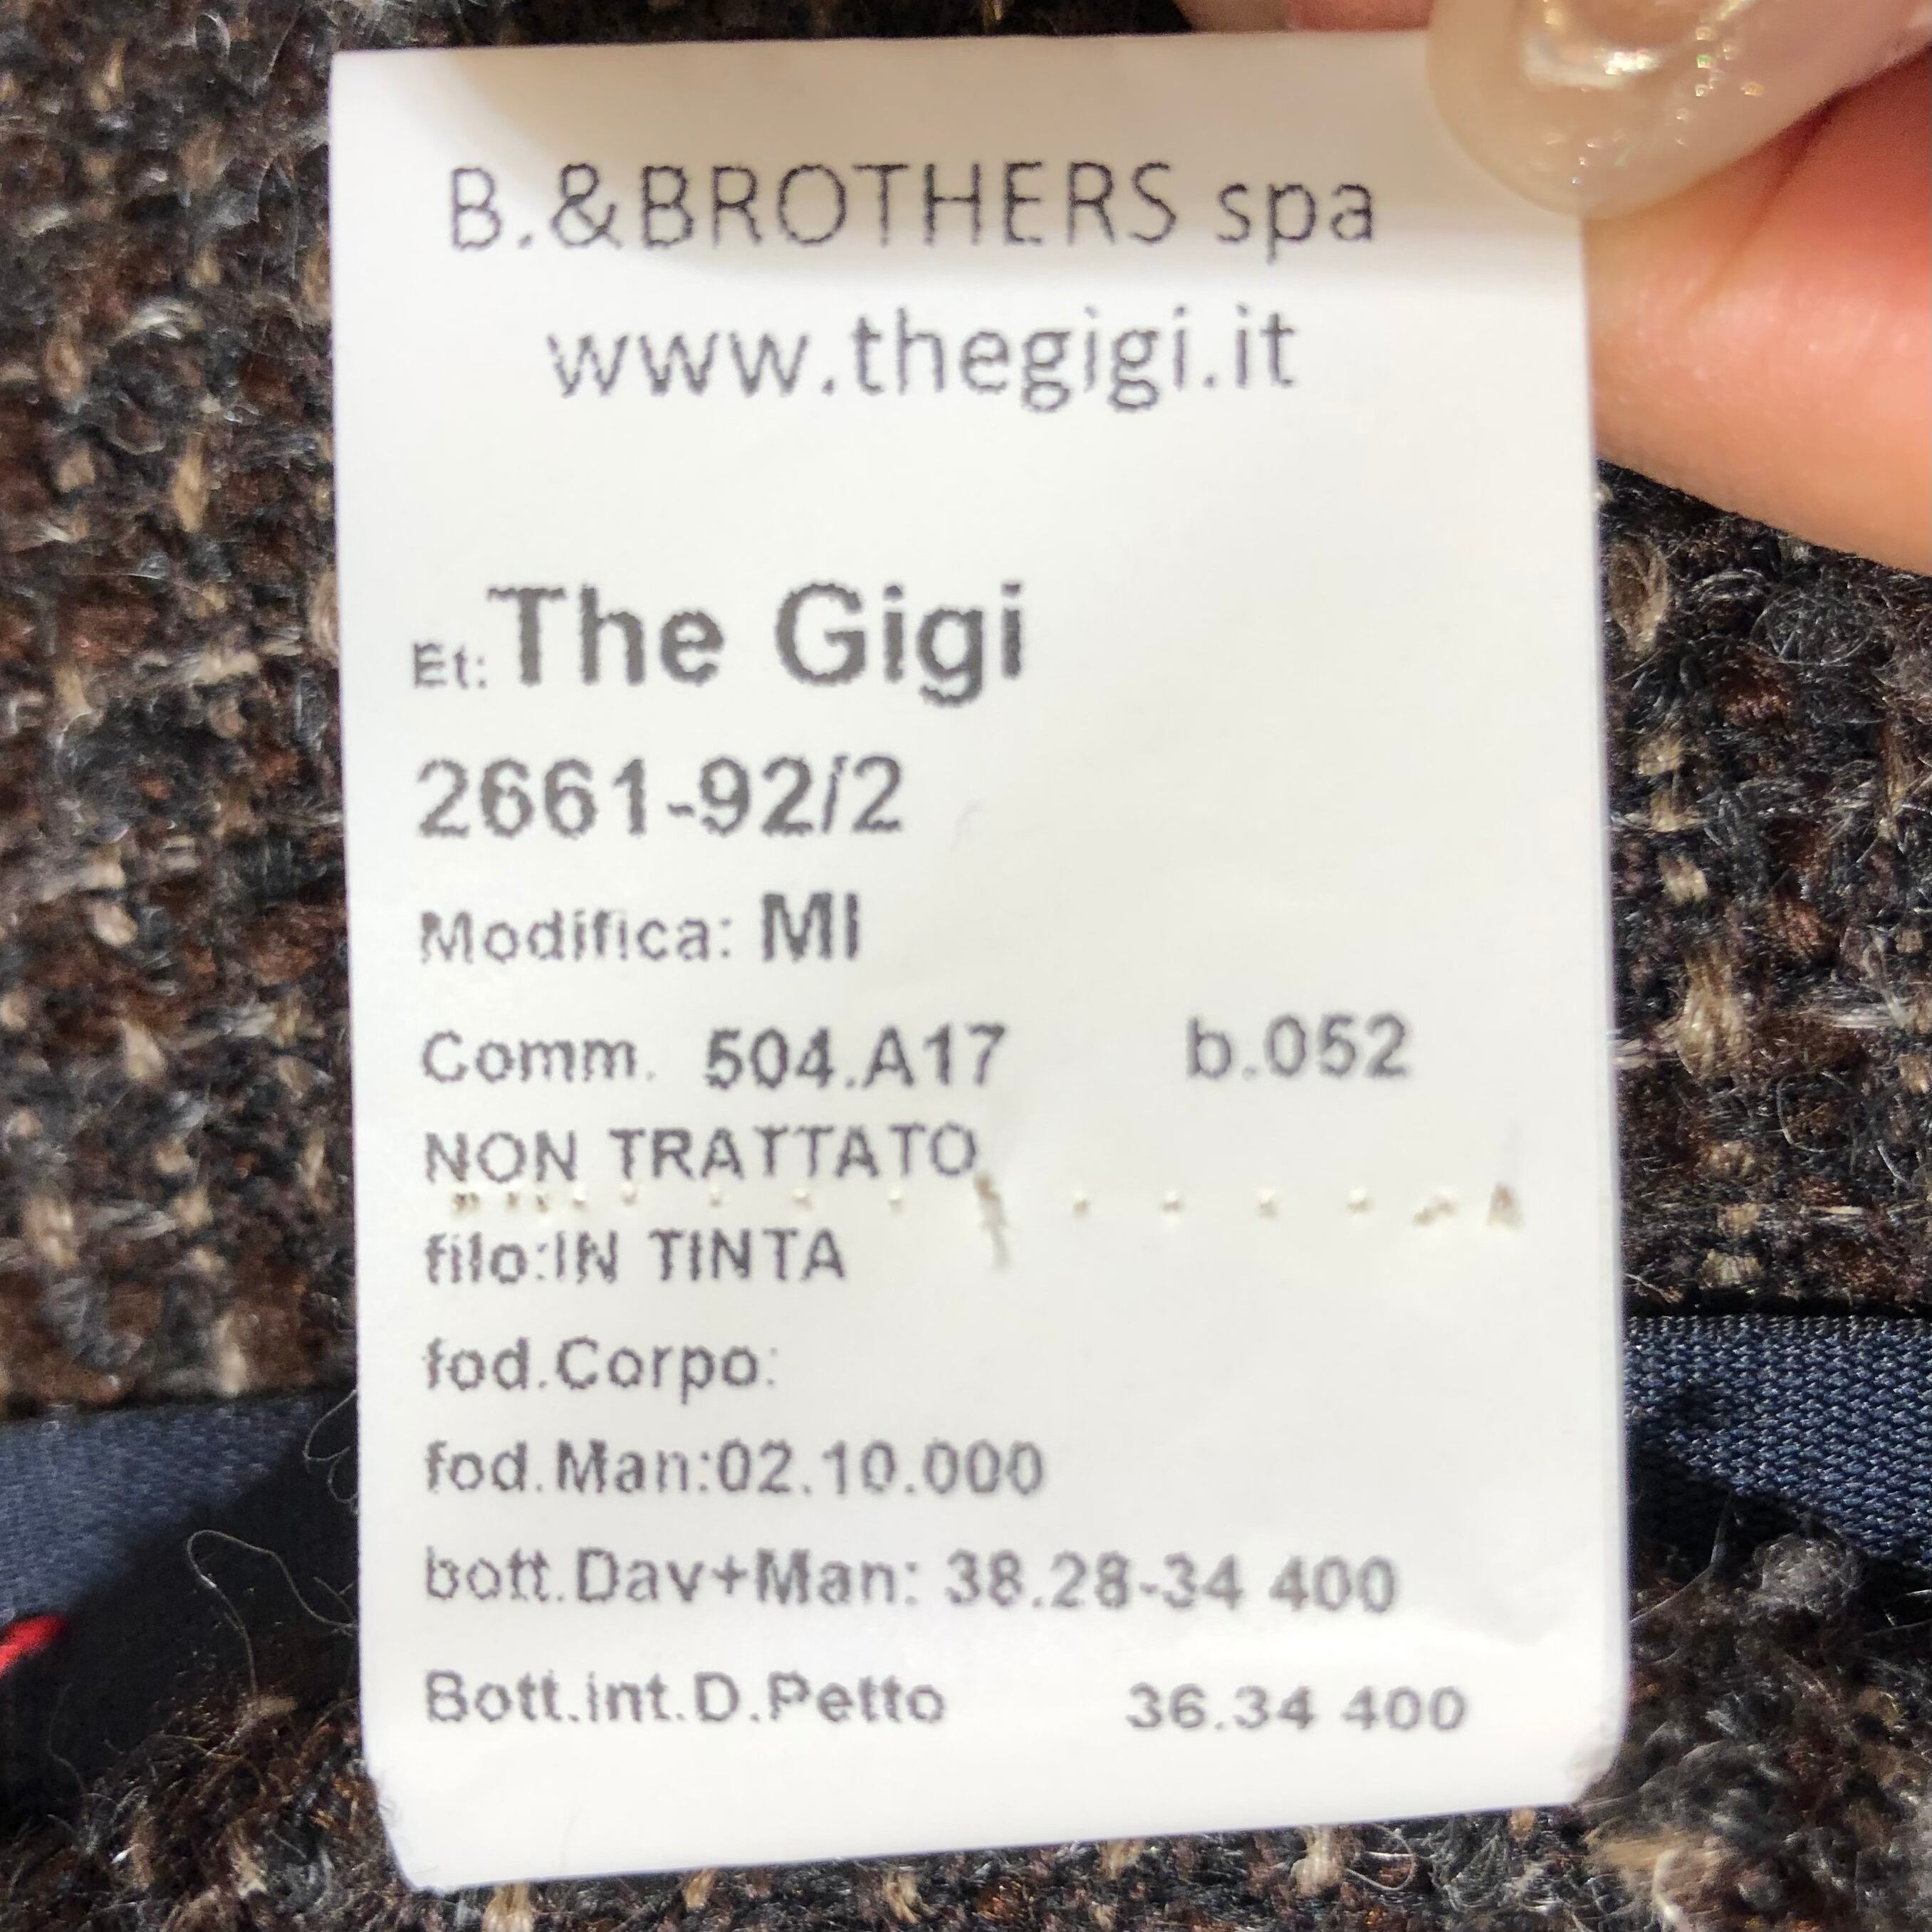 B.&BROTHERS spa
www.thegigi.it
Et: The Gigi
2661-92/2
Modifica: MI
Comm. 504.A17 b.052
NON TRATTATO
filo:IN TINTA
fod.Corpo:
fod.Man:02.10.000
bott.Dav+Man: 38.28-34 400
Bott.int.D.Petto 36.34 400